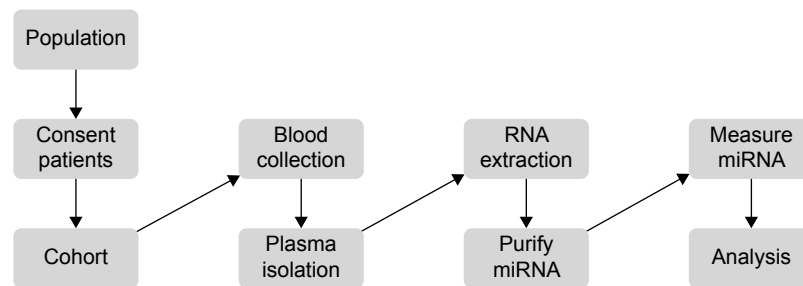 Population
Consent
patients
Cohort
Blood
collection
Plasma
isolation
RNA
extraction
Purify
miRNA
Measure
miRNA
Analysis